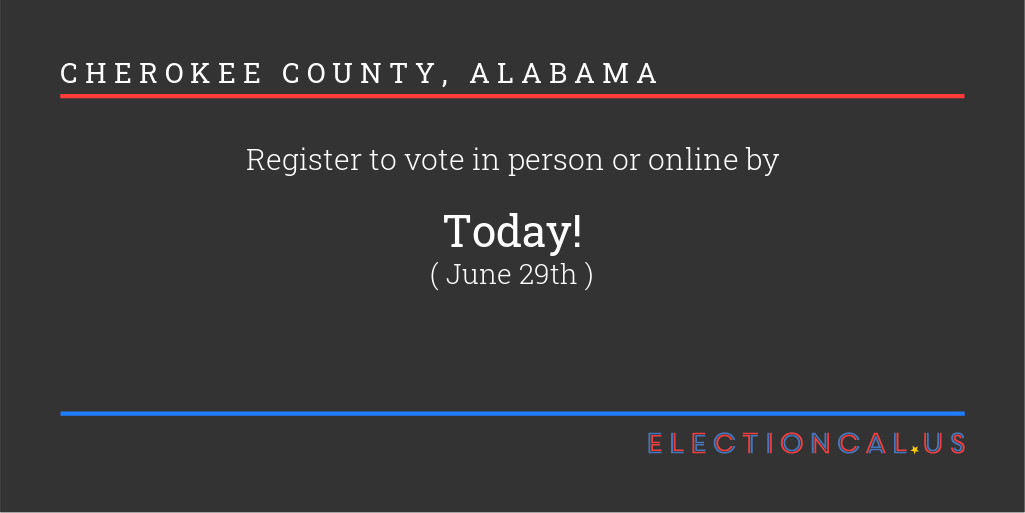 CHEROKEE COUNTY, ALABAMA
Register to vote in person or online by
Today!
( June 29th )
ELECTIONCAL.US